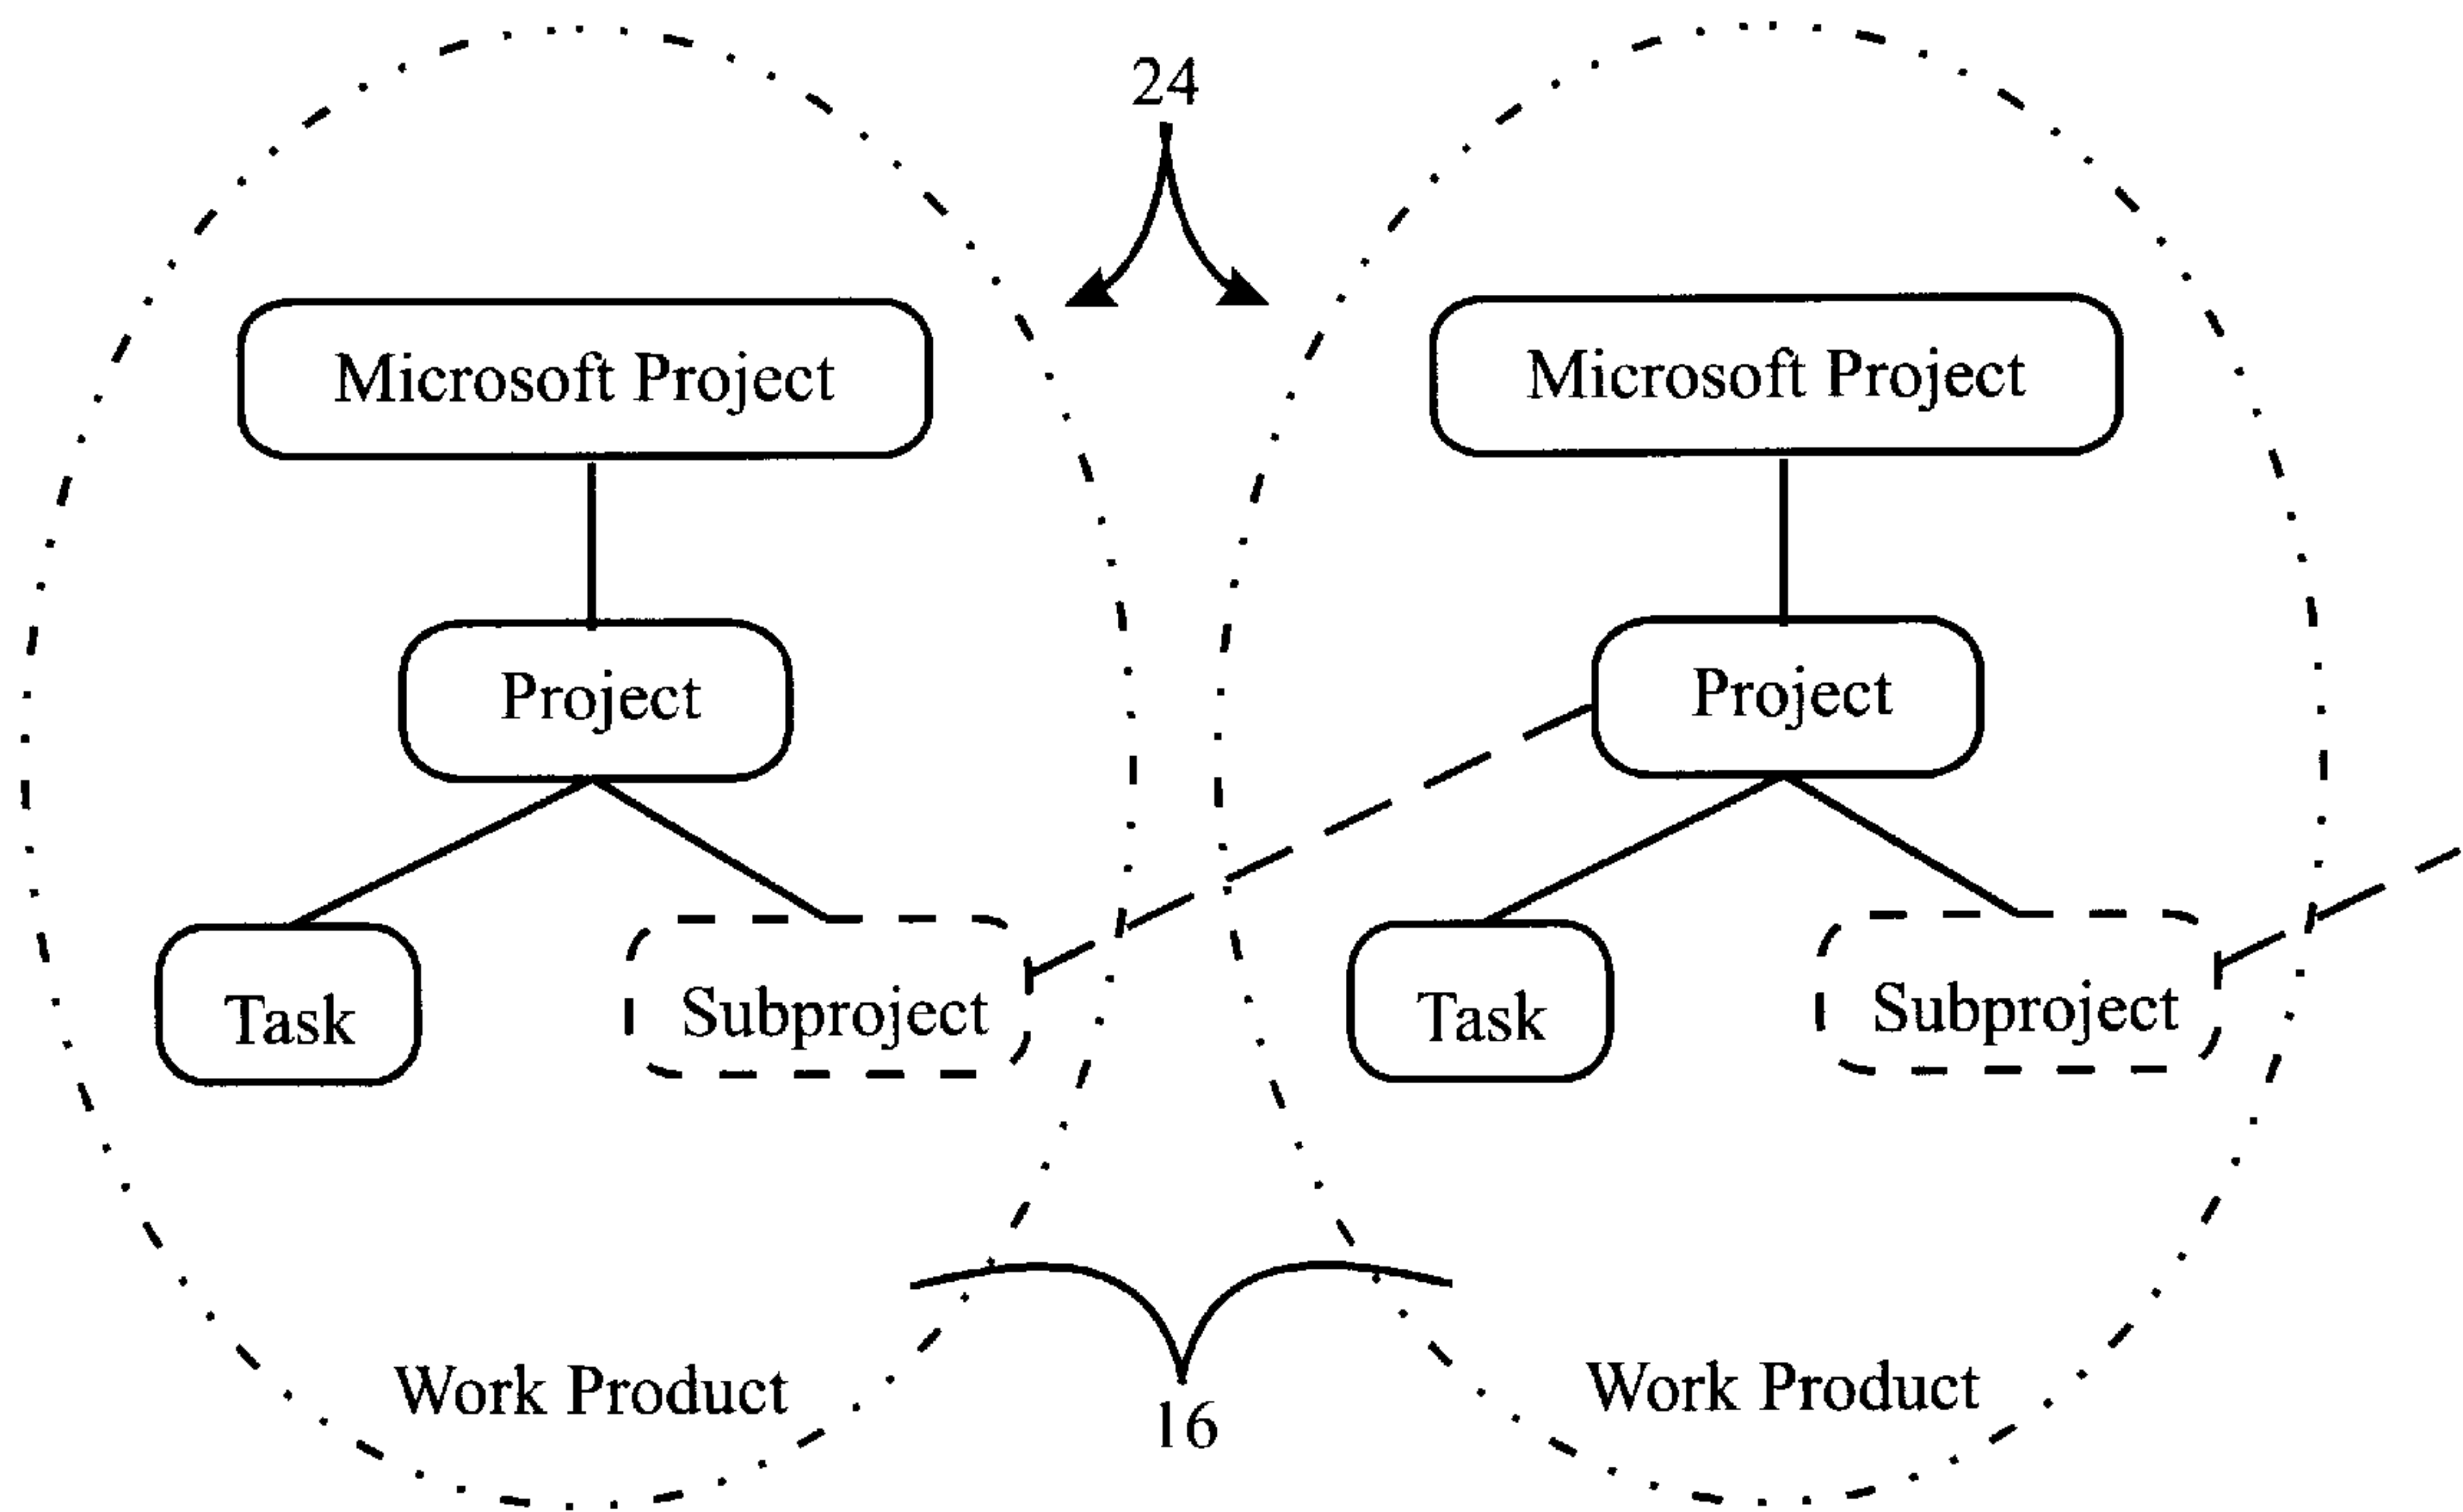 24
Microsoft Project
Microsoft Project
Project
Project
Task
Subproject
Task
Subproject
Work Product
16
Work Product